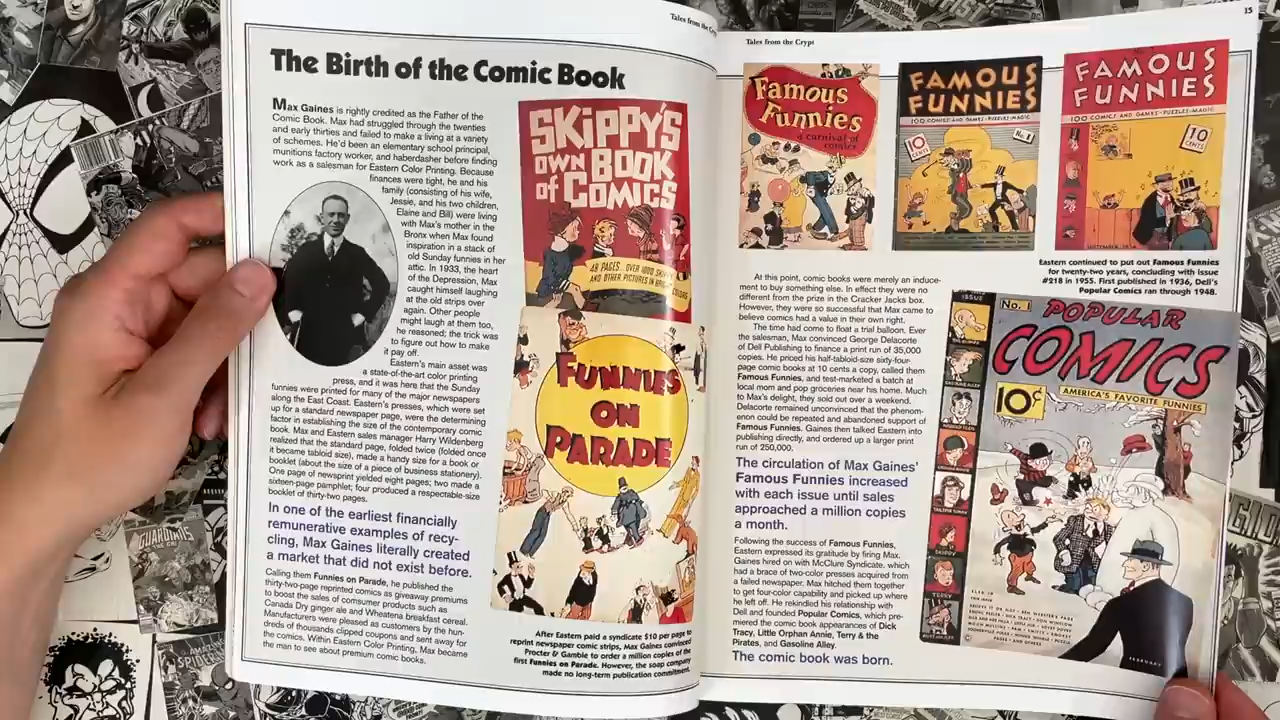 Tales from the Cryp
The Birth of the Comic Book
Max Gaines is rightly credited as the Father of the
Comic Book. Max had struggled through the twenties
and early thirties and failed to make a living at a variety
of schemes. He'd been an elementary school principal,
munitions factory worker, and haberdasher before finding
work as a salesman for Eastern Color Printing. Because
finances were tight, he and his
family (consisting of his wife,
Jessie, and his two children,
Elaine and Bill) were living
with Max's mother in the
Bronx when Max found
inspiration in a stack of
old Sunday funnies in her
attic. In 1933, the heart
of the Depression, Max
caught himself laughing
at the old strips over
again. Other people
might laugh at them too,
he reasoned; the trick was
to figure out how to make
it pay off.
Eastern's main asset was
a state-of-the-art color printing
press, and it was here that the Sunday
funnies were printed for many of the major newspapers
along the East Coast. Eastern's presses, which were set
up for a standard newspaper page, were the determining
factor in establishing the size of the contemporary comic
book. Max and Eastern sales manager Harry Wildenberg
realized that the standard page, folded twice (folded once
it became tabloid size), made a handy size for a book or
booklet (about the size of a piece of business stationery).
One page of newsprint yielded eight pages; two made a
sixteen-page pamphlet; four produced a respectable-size
booklet of thirty-two pages.
In one of the earliest financially
remunerative examples of recy-
cling, Max Gaines literally created
a market that did not exist before.
Calling them Funnies on Parade, he published the
thirty-two-page reprinted comics as giveaway premiums
to boost the sales of comsumer products such as
Canada Dry ginger ale and Wheatena breakfast cereal.
Manufacturers were pleased as customers by the hun-
dreds of thousands clipped coupons and sent away for
the comics. Within Eastern Color Printing, Max became
the man to see about premium comic books.
SKIPPY'S
OWN BOOK
OF COMICS
48 PAGES.. OVER 1000 SKIPPY
AND OTHER PICTURES IN BRIGHT COLORS
FUNNIES
ON
PARADE
After Eastern paid a syndicate $10 per page to
reprint newspaper comic strips, Max Gaines convinced
Procter & Gamble to order a million copies of the
first Funnies on Parade. However, the soap company
made no long-term publication commitment.
Tales from the Crypt
15
Famous
Funnies
a carnival of
comics
FAMOUS
FUNNIES
100 COMICS AND GAMES-PUZZLES-MAGIC
10
CENTS
No. 1
FAMOUS
FUNNIES
100 COMICS AND GAMES-PUZZLES-MAGIC
10
CENTS
Eastern continued to put out Famous Funnies
for twenty-two years, concluding with issue
#218 in 1955. First published in 1936, Dell's
Popular Comics ran through 1948.
At this point, comic books were merely an induce-
ment to buy something else. In effect they were no
different from the prize in the Cracker Jacks box.
However, they were so successful that Max came to
believe comics had a value in their own right.
The time had come to float a trial balloon. Ever
the salesman, Max convinced George Delacorte
of Dell Publishing to finance a print run of 35,000
copies. He priced his half-tabloid-size sixty-four-
page comic books at 10 cents a copy, called them
Famous Funnies, and test-marketed a batch at
local mom and pop groceries near his home. Much
to Max's delight, they sold out over a weekend.
Delacorte remained unconvinced that the phenom-
enon could be repeated and abandoned support of
Famous Funnies. Gaines then talked Eastern into
publishing directly, and ordered up a larger print
run of 250,000.
The circulation of Max Gaines'
Famous Funnies increased
with each issue until sales
approached a million copies
a month.
Following the success of Famous Funnies,
Eastern expressed its gratitude by firing Max.
Gaines hired on with McClure Syndicate, which
had a brace of two-color presses acquired from
a failed newspaper. Max hitched them together
to get four-color capability and picked up where
he left off. He rekindled his relationship with
Dell and founded Popular Comics, which pre-
miered the comic book appearances of Dick
Tracy, Little Orphan Annie, Terry & the
Pirates, and Gasoline Alley.
The comic book was born.
ISSUE
No. 1
POPULAR
COMICS
10¢
AMERICA'S FAVORITE FUNNIES
SKIPPY
TERRY
FEBRUARY
GUARDIANS